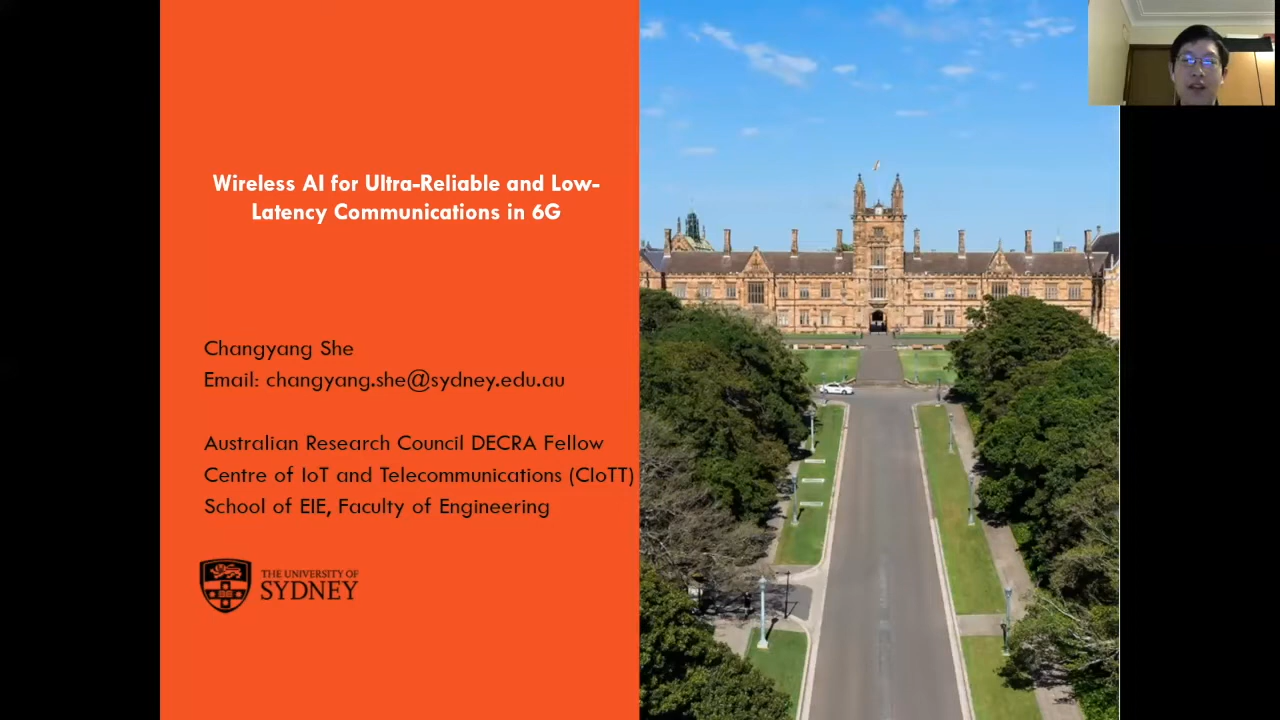 Wireless AI for Ultra-Reliable and Low-
Latency Communications in 6G
Changyang She
Email: changyang.she@sydney.edu.au
Australian Research Council DECRA Fellow
Centre of IoT and Telecommunications (CIoTT)
School of EIE, Faculty of Engineering
THE UNIVERSITY OF
SYDNEY